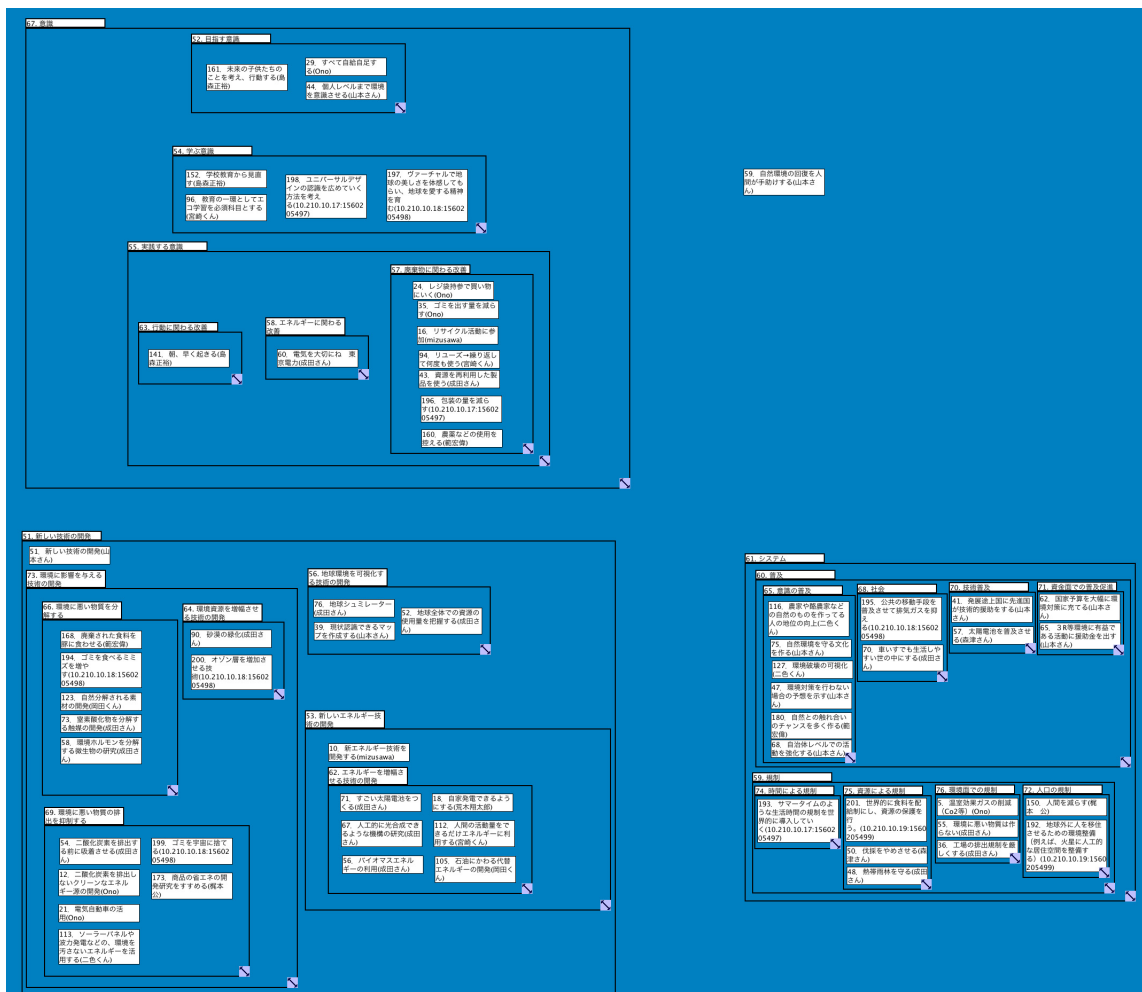 67. 意識
52. 目指す意識
161. 未来の子供たちの
ことを考え、行動する(島
森正裕)
29. すべて自給自足す
る(Ono)
44. 個人レベルまで環境
を意識させる(山本さん)
54. 学ぶ意識
152. 学校教育から見直
す(島森正裕)
96. 教育の一環としてエ
コ学習を必須科目とする
(宮崎くん)
198. ユニバーサルデザ
インの認識を広めていく
方法を考え
る(10.210.10.17:15602
05497)
197. ヴァーチャルで地
球の美しさを体感しても
らい、地球を愛する精神
を育
む(10.210.10.18:15602
05498)
55. 実践する意識
63. 行動に関わる改善
141. 朝、早く起きる(島
森正裕)
58. エネルギーに関わる
改善
60. 電気を大切にね 東
京電力(成田さん)
57. 廃棄物に関わる改善
24. レジ袋持参で買い物
にいく(Ono)
35. ゴミを出す量を減ら
す(Ono)
16. リサイクル活動に参
加(mizusawa)
94. リユーズ→繰り返し
て何度も使う(宮崎くん)
43. 資源を再利用した製
品を使う(成田さん)
196. 包装の量を減ら
す(10.210.10.17:15602
05497)
160. 農薬などの使用を
控える(範宏偉)
59. 自然環境の回復を人
間が手助けする(山本さ
ん)
51. 新しい技術の開発
51. 新しい技術の開発(山
本さん)
73. 環境に影響を与える
技術の開発
66. 環境に悪い物質を分
解する
168. 廃棄された食料を
豚に食わせる(範宏偉)
194. ゴミを食べるミミ
ズを増や
す(10.210.10.18:15602
05498)
123. 自然分解される素
材の開発(岡田くん)
73. 窒素酸化物を分解す
る触媒の開発(成田さん)
58. 環境ホルモンを分解
する微生物の研究(成田さ
ん)
64. 環境資源を増幅させ
る技術の開発
90. 砂漠の緑化(成田さ
ん)
200. オゾン層を増加さ
せる技
術(10.210.10.18:15602
05498)
69. 環境に悪い物質の排
出を抑制する
54. 二酸化炭素を排出す
る前に吸着させる(成田さ
ん)
12. 二酸化炭素を排出し
ないクリーンなエネル
ギー源の開発(Ono)
21. 電気自動車の活
用(Ono)
113. ソーラーパネルや
波力発電などの、環境を
汚さないエネルギーを活
用する(二色くん)
199. ゴミを宇宙に捨て
る(10.210.10.18:15602
05498)
173. 商品の省エネの開
発研究をすすめる(梶本
公)
56. 地球環境を可視化す
る技術の開発
76. 地球シュミレーター
(成田さん)
39. 現状認識できるマッ
プを作成する(山本さん)
52. 地球全体での資源の
使用量を把握する(成田さ
ん)
53. 新しいエネルギー技
術の開発
10. 新エネルギー技術を
開発する(mizusawa)
62. エネルギーを増幅さ
せる技術の開発
71. すごい太陽電池をつ
くる(成田さん)
67. 人工的に光合成でき
るような機構の研究(成田
さん)
56. バイオマスエネル
ギーの利用(成田さん)
18. 自家発電できるよう
にする(荒木翔太郎)
112. 人間の活動量をで
きるだけエネルギーに利
用する(宮崎くん)
105. 石油にかわる代替
エネルギーの開発(岡田く
ん)
61. システム
60. 普及
65. 意識の普及
116. 農家や酪農家など
の自然のものを作ってる
人の地位の向上(二色く
ん)
75. 自然環境を守る文化
を作る(山本さん)
127. 環境破壊の可視化
(二色くん)
47. 環境対策を行わない
場合の予想を示す(山本さ
ん)
180. 自然との触れ合い
のチャンスを多く作る(範
宏偉)
68. 自治体レベルでの活
動を強化する(山本さん)
68. 社会
195. 公共の移動手段を
普及させて排気ガスを抑
え
る(10.210.10.18:15602
05498)
70. 車いすでも生活しや
すい世の中にする(成田さ
ん)
70. 技術普及
41. 発展途上国に先進国
が技術的援助をする(山本
さん)
57. 太陽電池を普及させ
る(森津さん)
71. 資金面での普及促進
62. 国家予算を大幅に環
境対策に充てる(山本さ
ん)
65. 3R等環境に有益で
ある活動に援助金を出す
(山本さん)
59. 規制
74. 時間による規制
193. サマータイムのよ
うな生活時間の規制を世
界的に導入してい
く(10.210.10.17:15602
05497)
75. 資源による規制
201. 世界的に食料を配
給制にし、資源の保護を
行
う。(10.210.10.19:1560
205499)
50. 伐採をやめさせる(森
津さん)
48. 熱帯雨林を守る(成田
さん)
76. 環境面での規制
5. 温室効果ガスの削減
(Co2等) (Ono)
55. 環境に悪い物質は作
らない(成田さん)
36. 工場の排出規制を厳
しくする(成田さん)
72. 人口の規制
150. 人間を減らす(梶
本 公)
192. 地球外に人を移住
させるための環境整備
(例えば、火星に人工的
な居住空間を整備す
る) (10.210.10.19:1560
205499)